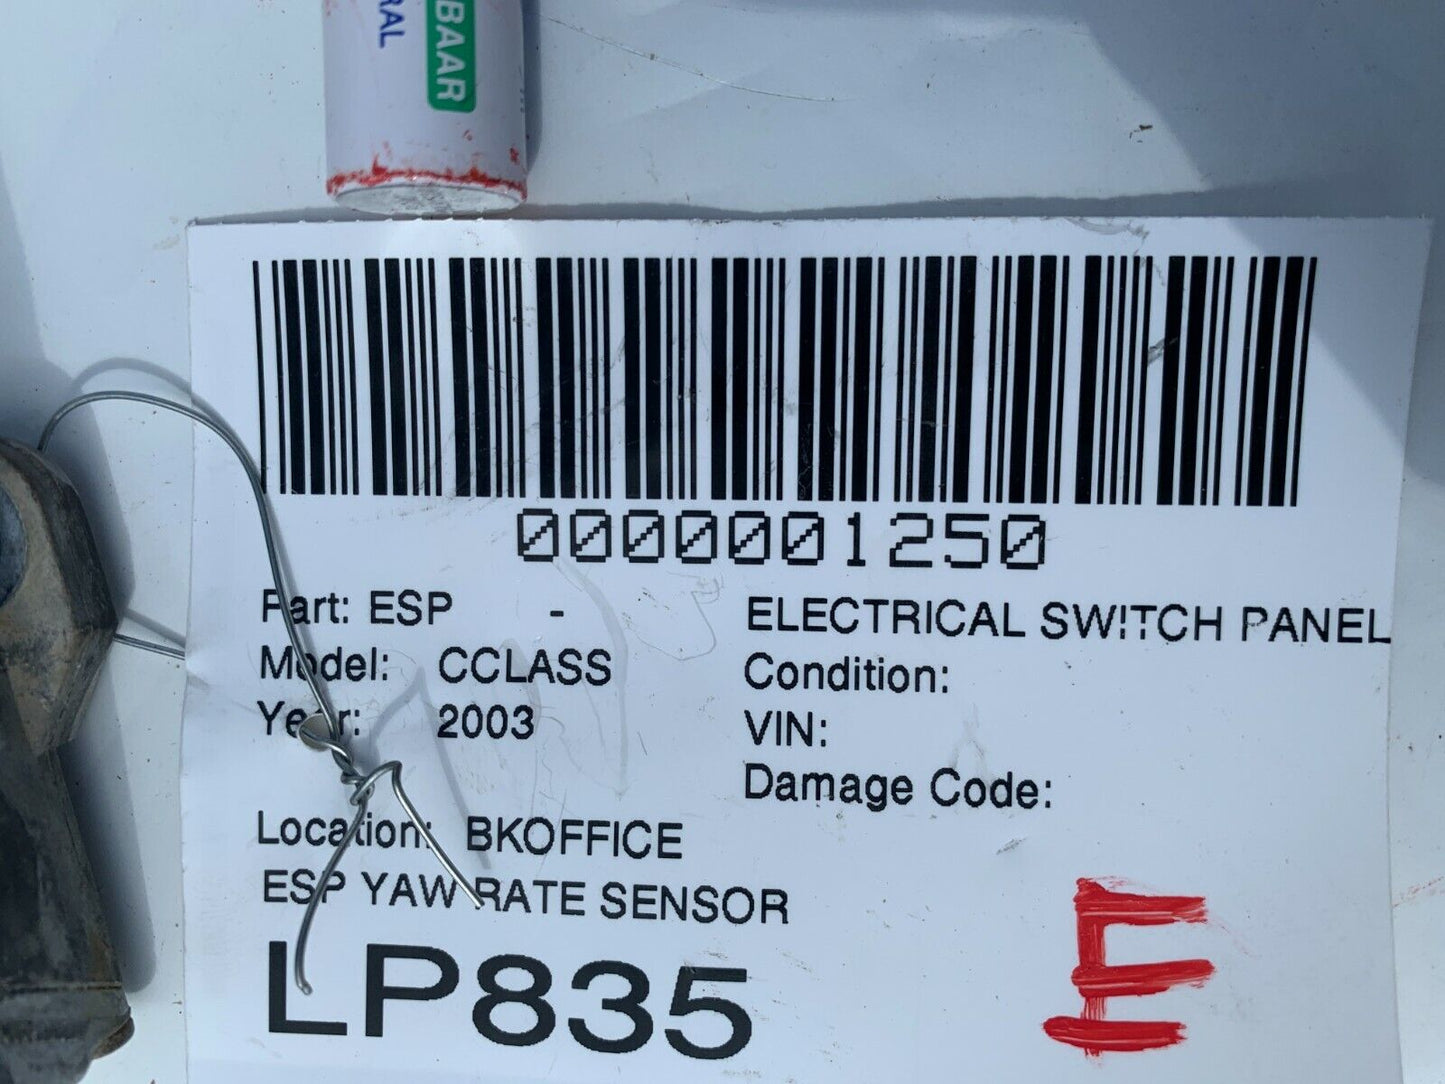 BAAR
RAL
0000001250
Part: ESP - ELECTRICAL SWITCH PANEL
Model: CCLASS Condition:
Year: 2003 VIN:
Damage Code:
Location: BKOFFICE
ESP YAW RATE SENSOR
LP835
E